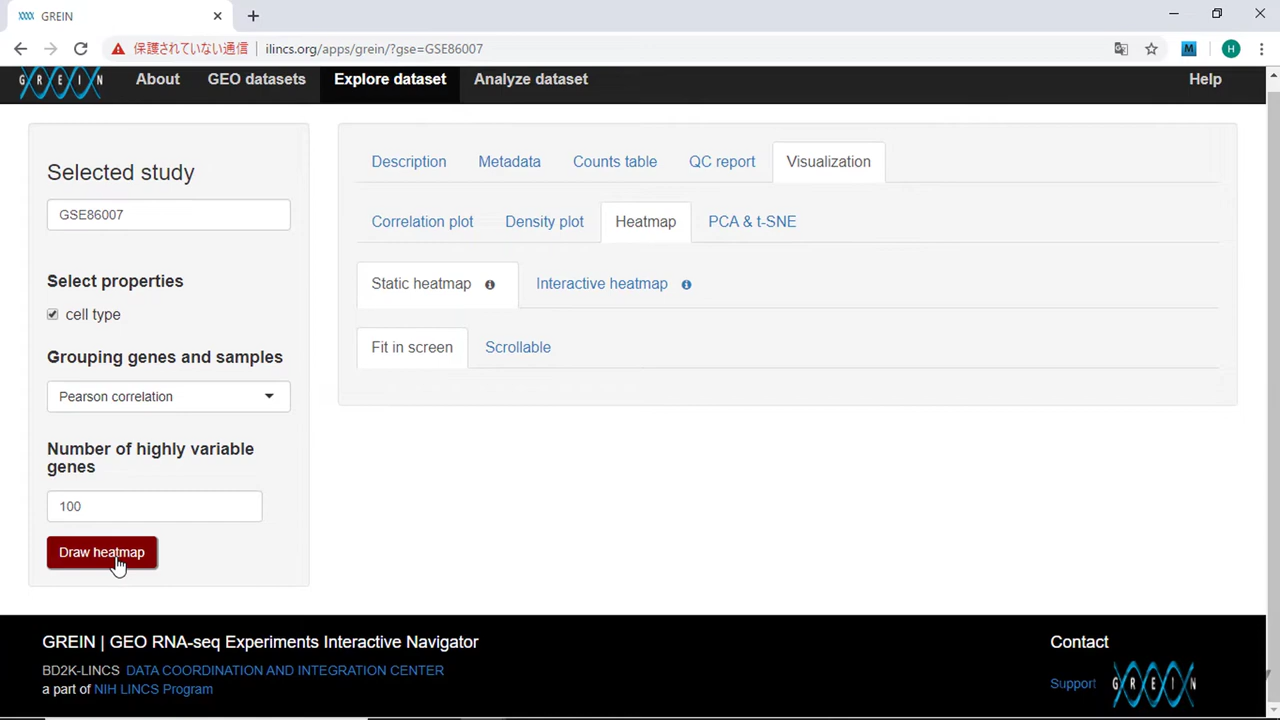 GREIN
保護されていない通信
ilincs.org/apps/grein/?gse=GSE86007
M
H
GREIN
About
GEO datasets
Explore dataset
Analyze dataset
Help
Selected study
GSE86007
Select properties
cell type
Grouping genes and samples
Pearson correlation
Number of highly variable
genes
100
Draw heatmap
Description
Metadata
Counts table
QC report
Visualization
Correlation plot
Density plot
Heatmap
PCA & t-SNE
Static heatmap
Interactive heatmap
Fit in screen
Scrollable
GREIN | GEO RNA-seq Experiments Interactive Navigator
BD2K-LINCS DATA COORDINATION AND INTEGRATION CENTER
a part of NIH LINCS Program
Contact
Support
GREIN